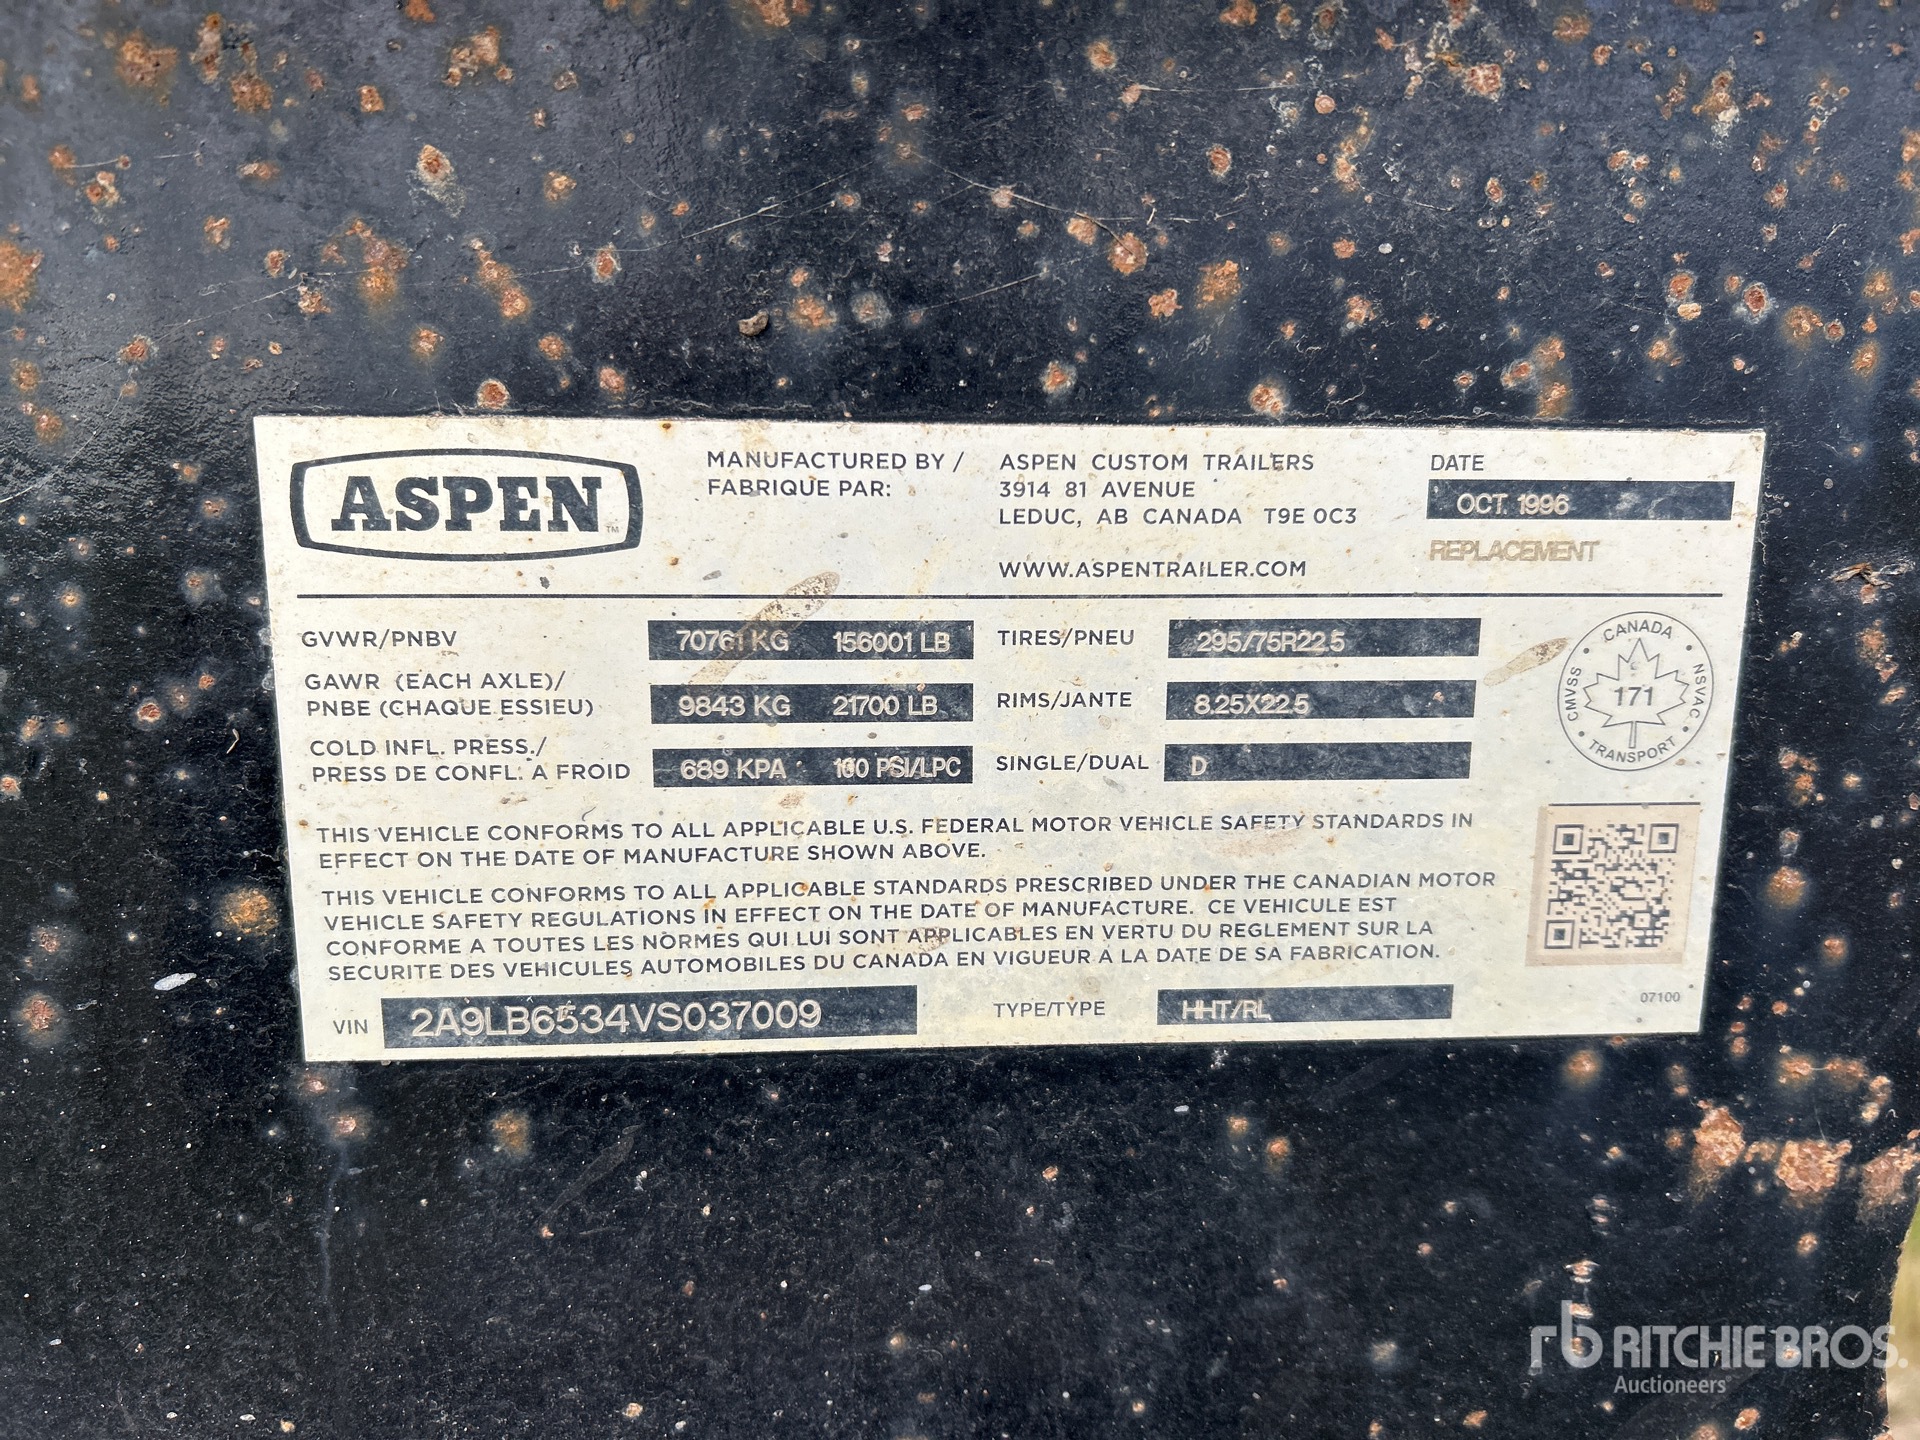 ASPEN™
MANUFACTURED BY /
FABRIQUE PAR:
ASPEN CUSTOM TRAILERS
3914 81 AVENUE
LEDUC, AB CANADA T9E 0C3
WWW.ASPENTRAILER.COM
DATE
OCT. 1996
REPLACEMENT
GVWR/PNBV 70761 KG 156001 LB
GAWR (EACH AXLE)/
PNBE (CHAQUE ESSIEU) 9843 KG 21700 LB
COLD INFL. PRESS./
PRESS DE CONFL. A FROID 689 KPA 100 PSI/LPC
TIRES/PNEU 295/75R22.5
RIMS/JANTE 8.25X22.5
SINGLE/DUAL D
CANADA
CMVSS • 171 • NSVAC
TRANSPORT
THIS VEHICLE CONFORMS TO ALL APPLICABLE U.S. FEDERAL MOTOR VEHICLE SAFETY STANDARDS IN
EFFECT ON THE DATE OF MANUFACTURE SHOWN ABOVE.
THIS VEHICLE CONFORMS TO ALL APPLICABLE STANDARDS PRESCRIBED UNDER THE CANADIAN MOTOR
VEHICLE SAFETY REGULATIONS IN EFFECT ON THE DATE OF MANUFACTURE. CE VEHICULE EST
CONFORME A TOUTES LES NORMES QUI LUI SONT APPLICABLES EN VERTU DU REGLEMENT SUR LA
SECURITE DES VEHICULES AUTOMOBILES DU CANADA EN VIGUEUR A LA DATE DE SA FABRICATION.
VIN 2A9LB6534VS037009
TYPE/TYPE HHT/RL
07100
rb RITCHIE BROS.
Auctioneers